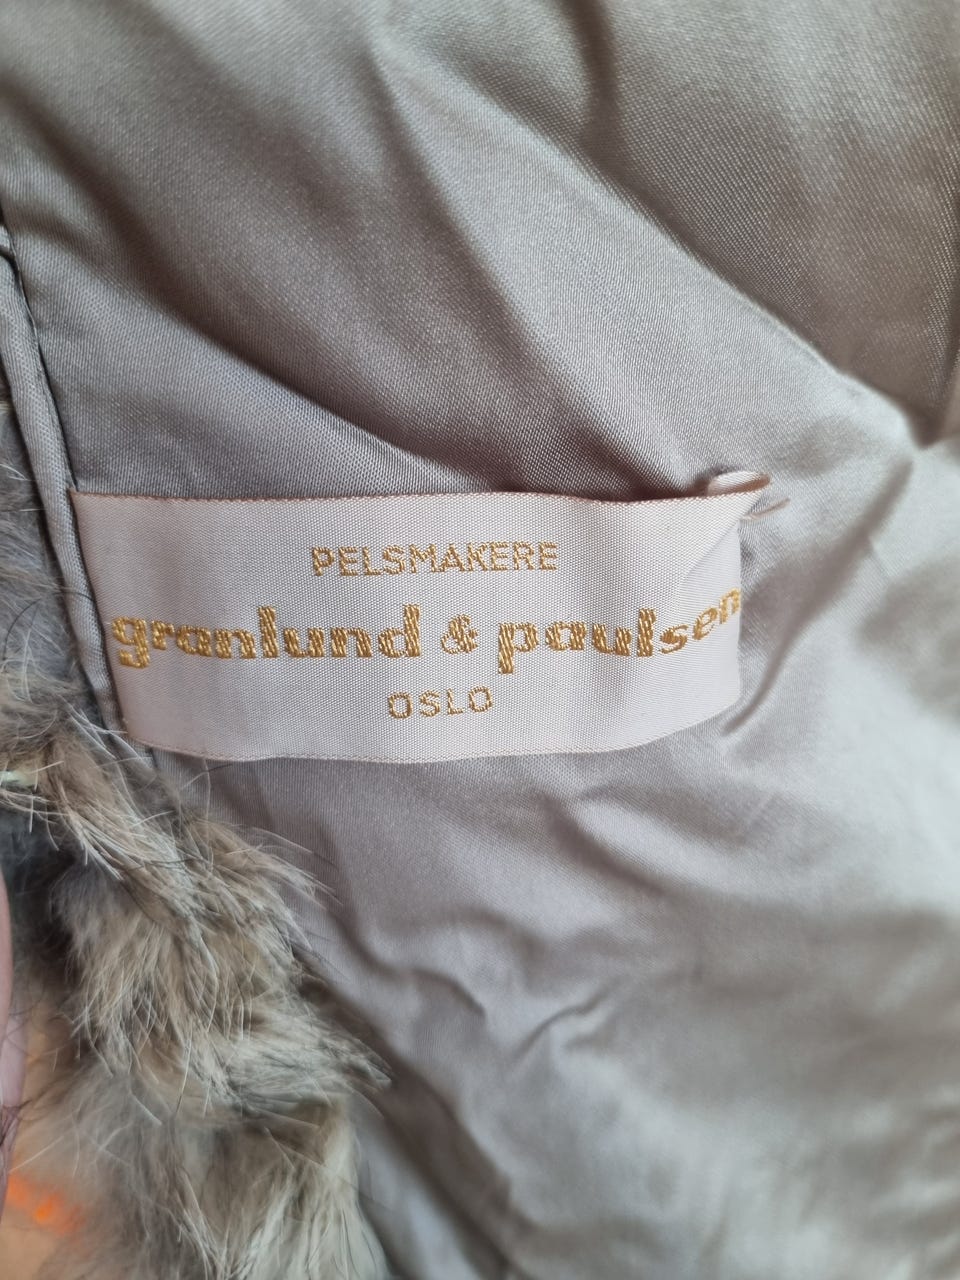 PELSMAKERE
granlund & paulsen
OSLO